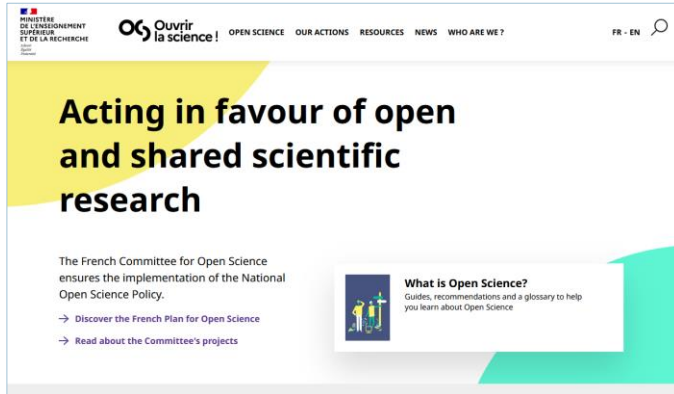 MINISTÈRE
DE L'ENSEIGNEMENT
SUPÉRIEUR
ET DE LA RECHERCHE
Ouvrir
la science !
OPEN SCIENCE OUR ACTIONS RESOURCES NEWS WHO ARE WE ?
FR - EN
Acting in favour of open
and shared scientific
research
The French Committee for Open Science
ensures the implementation of the National
Open Science Policy.
→ Discover the French Plan for Open Science
→ Read about the Committee's projects
What is Open Science?
Guides, recommendations and a glossary to help
you learn about Open Science